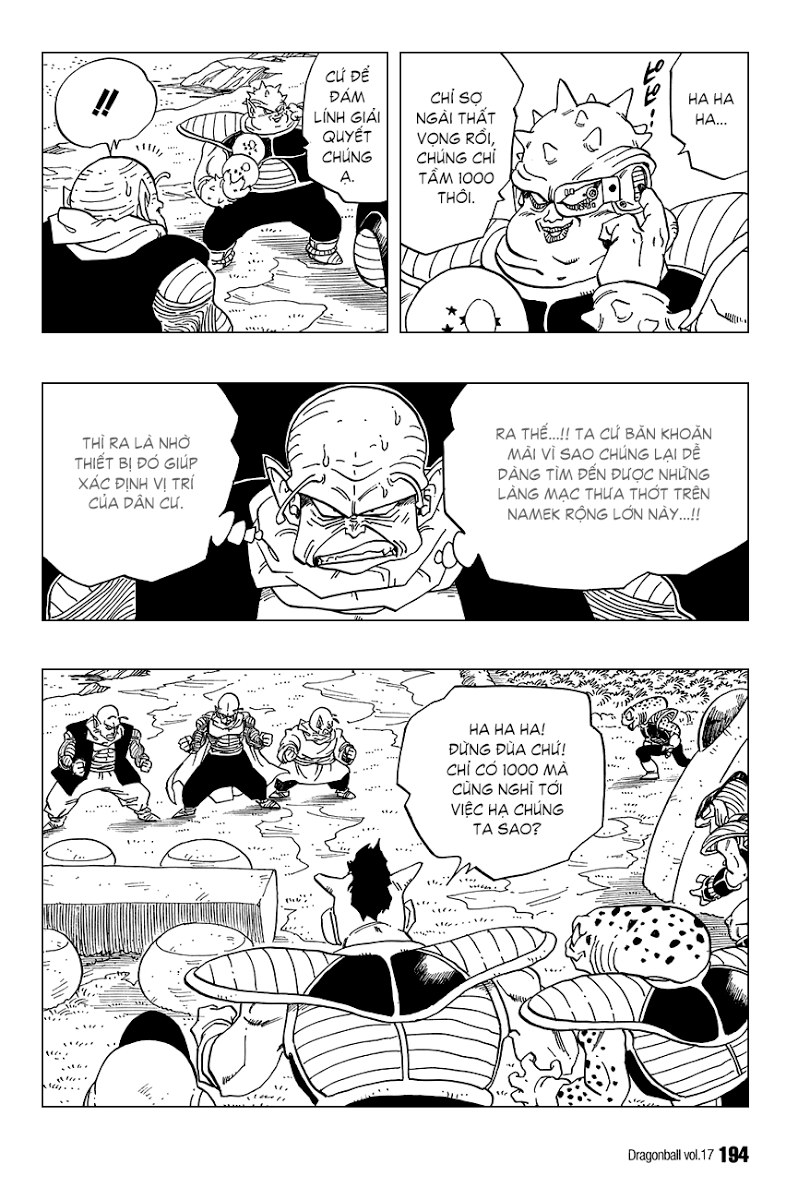 HA HA
HA...
ピピ…
CHỈ SỢ
NGÀI THẤT
VỌNG RỒI,
CHÚNG CHỈ
TẦM 1000
THÔI.
CỨ ĐỂ
ĐÁM
LÍNH GIẢI
QUYẾT
CHÚNG
Ạ.
!!
RA THẾ...!! TA CỨ BĂN KHOĂN
MÃI VÌ SAO CHÚNG LẠI DỄ
DÀNG TÌM ĐẾN ĐƯỢC NHỮNG
LÀNG MẠC THƯA THỚT TRÊN
NAMEK RỘNG LỚN NÀY...!!
THÌ RA LÀ NHỜ
THIẾT BỊ ĐÓ GIÚP
XÁC ĐỊNH VỊ TRÍ
CỦA DÂN CƯ.
HA HA HA!
ĐỪNG ĐÙA CHỨ!
CHỈ CÓ 1000 MÀ
CŨNG NGHĨ TỚI
VIỆC HẠ CHÚNG
TA SAO?
Dragonball vol.17 194